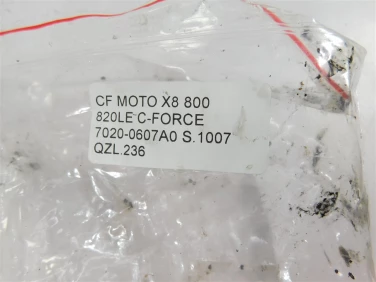 CF MOTO X8 800
820LE C-FORCE
7020-0607A0 S.1007
QZL.236